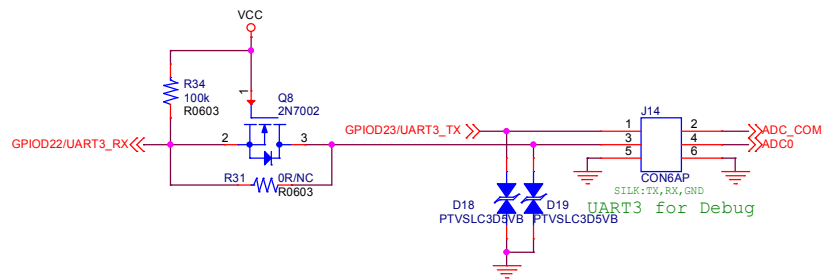 VCC
R34
100k
R0603
1
Q8
2N7002
GPIOD22/UART3_RX
2
3
R31
0R/NC
R0603
GPIOD23/UART3_TX
J14
1
2
ADC_COM
3
4
ADC0
5
6
CON6AP
SILK:TX,RX,GND
UART3 for Debug
D18
PTVSLC3D5VB
D19
PTVSLC3D5VB